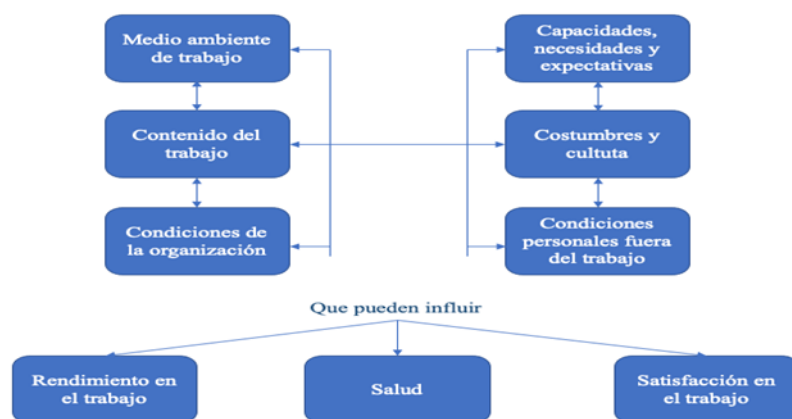 Medio ambiente
de trabajo
Capacidades,
necesidades y
expectativas
Contenido del
trabajo
Costumbres y
cultuta
Condiciones de
la organización
Condiciones
personales fuera
del trabajo
Que pueden influir
Rendimiento en
el trabajo
Salud
Satisfacción en
el trabajo